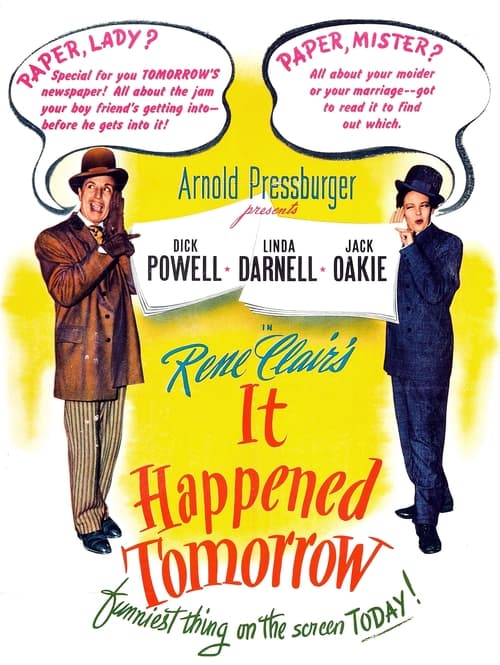 PAPER, LADY?
Special for you TOMORROW'S
newspaper! All about the jam
your boy friend's getting into—
before he gets into it!
PAPER, MISTER?
All about your moider
or your marriage--got
to read it to find
out which.
Arnold Pressburger
presents
DICK POWELL * LINDA DARNELL * JACK OAKIE
IN
Rene Clair's
It
Happened
Tomorrow
funniest thing on the screen TODAY!